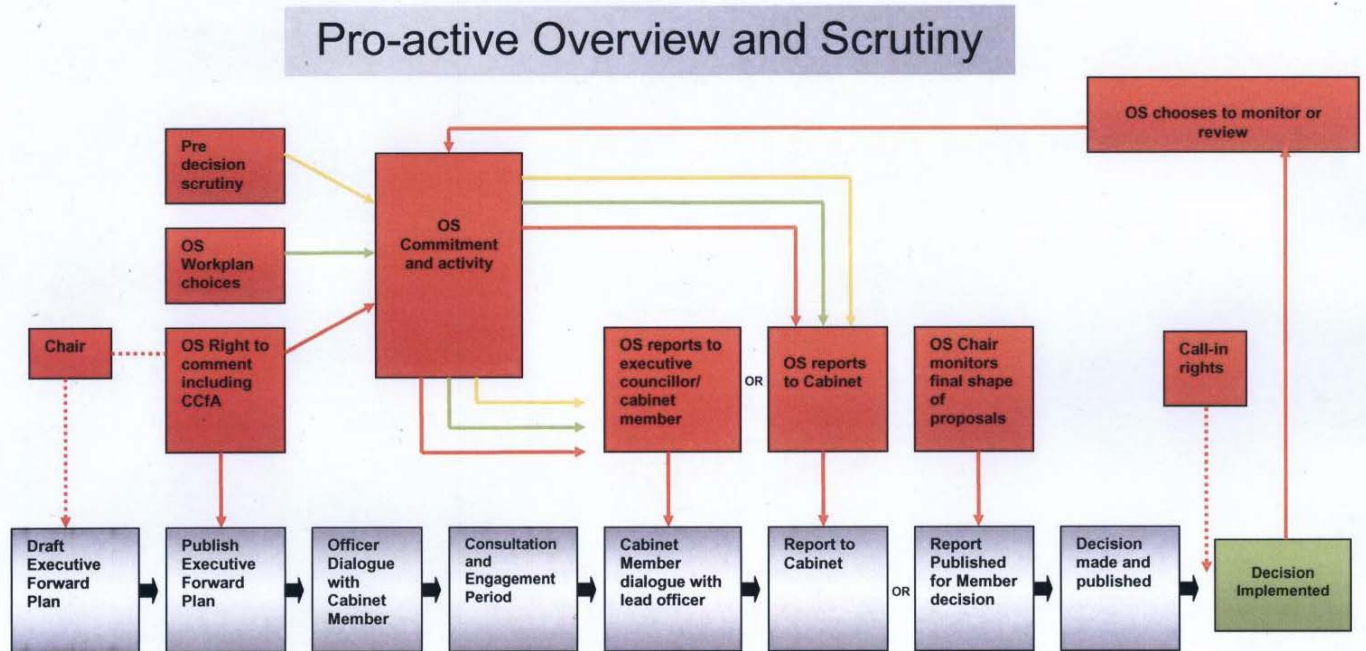 Pro-active Overview and Scrutiny
OS chooses to monitor or
review
Pre
decision
scrutiny
OS
Commitment
and activity
OS
Workplan
choices
Chair
OS Right to
comment
including
CCfA
OS reports to
executive
councillor/
cabinet
member
OR
OS reports
to Cabinet
OS Chair
monitors
final shape
of
proposals
Call-in
rights
Draft
Executive
Forward
Plan
Publish
Executive
Forward
Plan
Officer
Dialogue
with
Cabinet
Member
Consultation
and
Engagement
Period
Cabinet
Member
dialogue with
lead officer
Report to
Cabinet
OR
Report
Published
for Member
decision
Decision
made and
published
Decision
Implemented